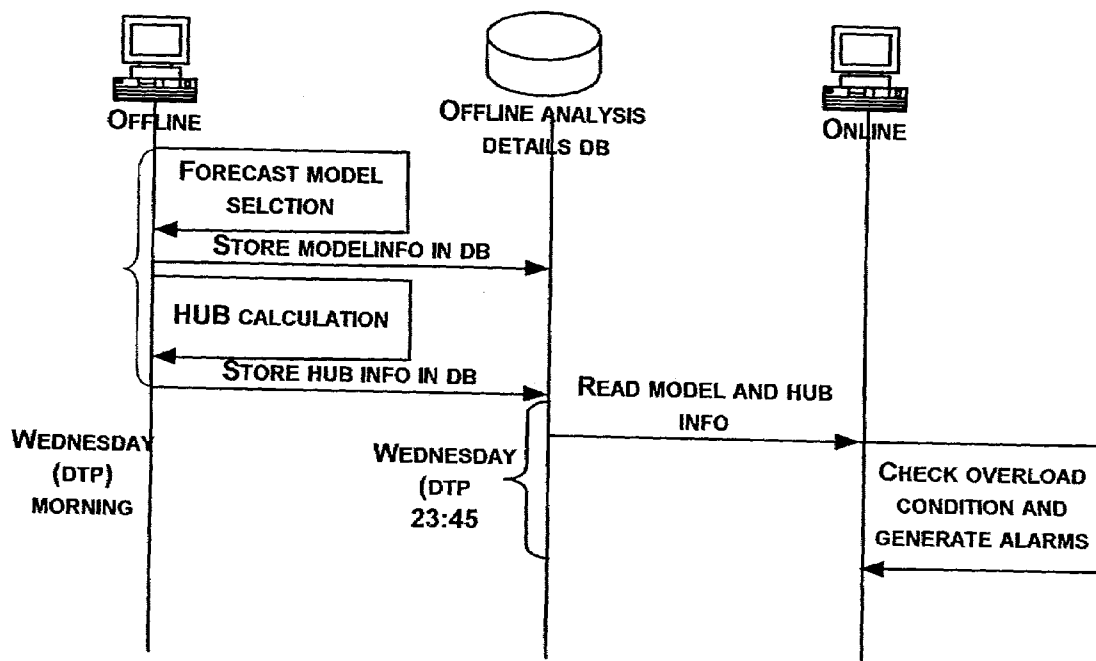 OFFLINE
OFFLINE ANALYSIS
DETAILS DB
ONLINE
FORECAST MODEL
SELCTION
STORE MODELINFO IN DB
HUB CALCULATION
STORE HUB INFO IN DB
READ MODEL AND HUB
INFO
WEDNESDAY
(DTP)
MORNING
WEDNESDAY
(DTP
23:45
CHECK OVERLOAD
CONDITION AND
GENERATE ALARMS